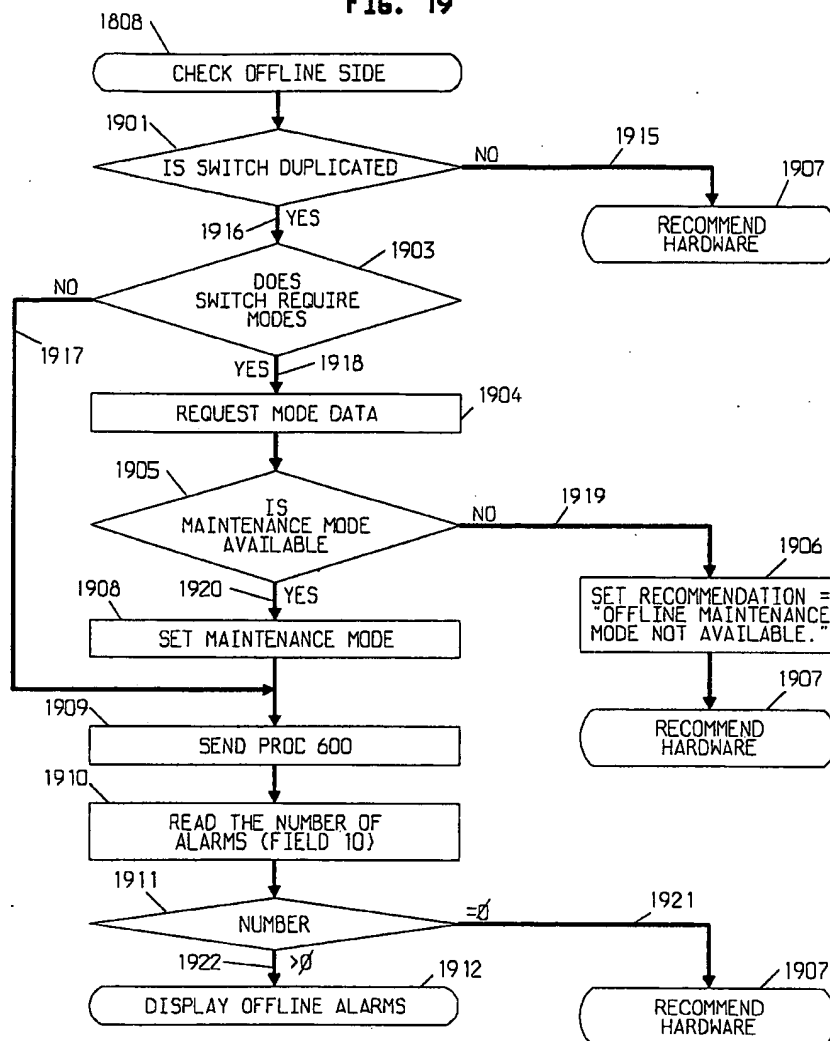 FIG. 19
1808
CHECK OFFLINE SIDE
1901
IS SWITCH DUPLICATED
NO
1915
1907
RECOMMEND
HARDWARE
1916
YES
1903
DOES
SWITCH REQUIRE
MODES
NO
1917
YES
1918
REQUEST MODE DATA
1904
1905
IS
MAINTENANCE MODE
AVAILABLE
NO
1919
1906
SET RECOMMENDATION =
"OFFLINE MAINTENANCE
MODE NOT AVAILABLE."
1920
YES
1908
SET MAINTENANCE MODE
1907
RECOMMEND
HARDWARE
1909
SEND PROC 600
1910
READ THE NUMBER OF
ALARMS (FIELD 10)
1911
NUMBER
=0
1921
1922
>0
1912
DISPLAY OFFLINE ALARMS
1907
RECOMMEND
HARDWARE